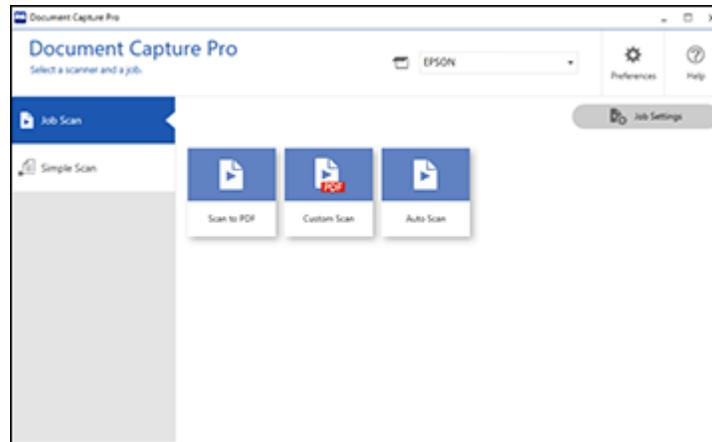 Document Capture Pro
Document Capture Pro
Select a scanner and a job.
EPSON
Preferences
Help
Job Scan
Job Settings
Simple Scan
PDF
Scan to PDF
Custom Scan
Auto Scan